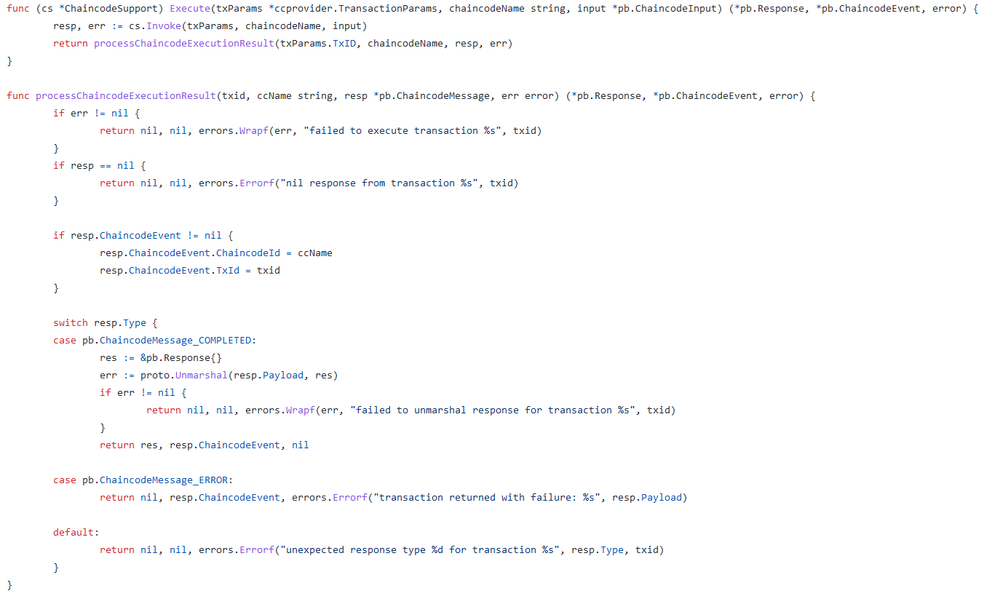 func (cs *ChaincodeSupport) Execute(txParams *ccprovider.TransactionParams, chaincodeName string, input *pb.ChaincodeInput) (*pb.Response, *pb.ChaincodeEvent, error) {
        resp, err := cs.Invoke(txParams, chaincodeName, input)
        return processChaincodeExecutionResult(txParams.TxID, chaincodeName, resp, err)
}

func processChaincodeExecutionResult(txid, ccName string, resp *pb.ChaincodeMessage, err error) (*pb.Response, *pb.ChaincodeEvent, error) {
        if err != nil {
                return nil, nil, errors.Wrapf(err, "failed to execute transaction %s", txid)
        }
        if resp == nil {
                return nil, nil, errors.Errorf("nil response from transaction %s", txid)
        }

        if resp.ChaincodeEvent != nil {
                resp.ChaincodeEvent.ChaincodeId = ccName
                resp.ChaincodeEvent.TxId = txid
        }

        switch resp.Type {
        case pb.ChaincodeMessage_COMPLETED:
                res := &pb.Response{}
                err := proto.Unmarshal(resp.Payload, res)
                if err != nil {
                        return nil, nil, errors.Wrapf(err, "failed to unmarshal response for transaction %s", txid)
                }
                return res, resp.ChaincodeEvent, nil

        case pb.ChaincodeMessage_ERROR:
                return nil, resp.ChaincodeEvent, errors.Errorf("transaction returned with failure: %s", resp.Payload)

        default:
                return nil, nil, errors.Errorf("unexpected response type %d for transaction %s", resp.Type, txid)
        }
}